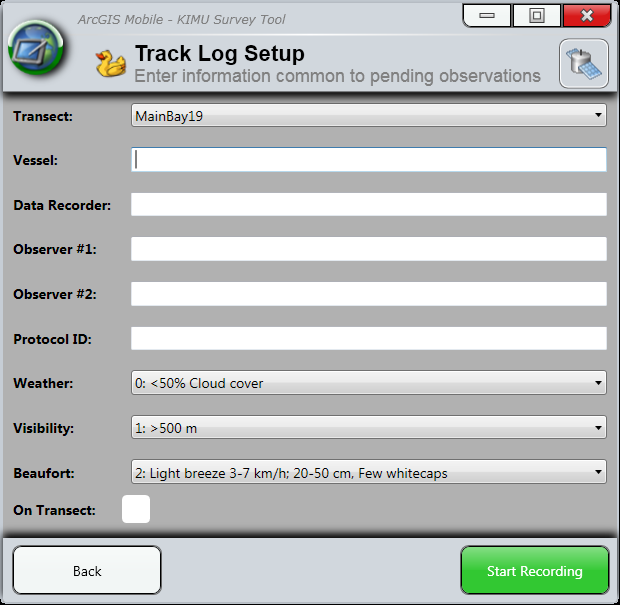 ArcGIS Mobile - KIMU Survey Tool
Track Log Setup
Enter information common to pending observations
Transect: MainBay19
Vessel:
Data Recorder:
Observer #1:
Observer #2:
Protocol ID:
Weather: 0: <50% Cloud cover
Visibility: 1: >500 m
Beaufort: 2: Light breeze 3-7 km/h; 20-50 cm, Few whitecaps
On Transect:
Back Start Recording